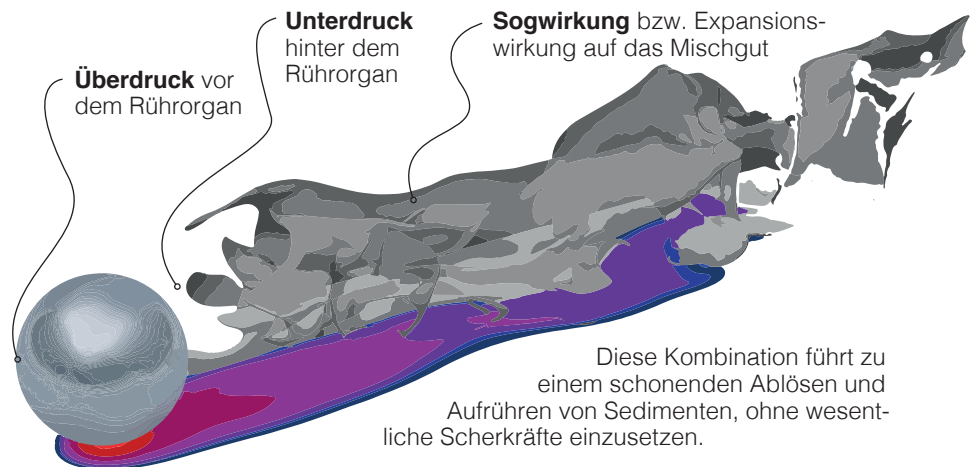 Überdruck vor
dem Rührorgan
Unterdruck
hinter dem
Rührorgan
Sogwirkung bzw. Expansions-
wirkung auf das Mischgut
Diese Kombination führt zu
einem schonenden Ablösen und
Aufrühren von Sedimenten, ohne wesent-
liche Scherkräfte einzusetzen.